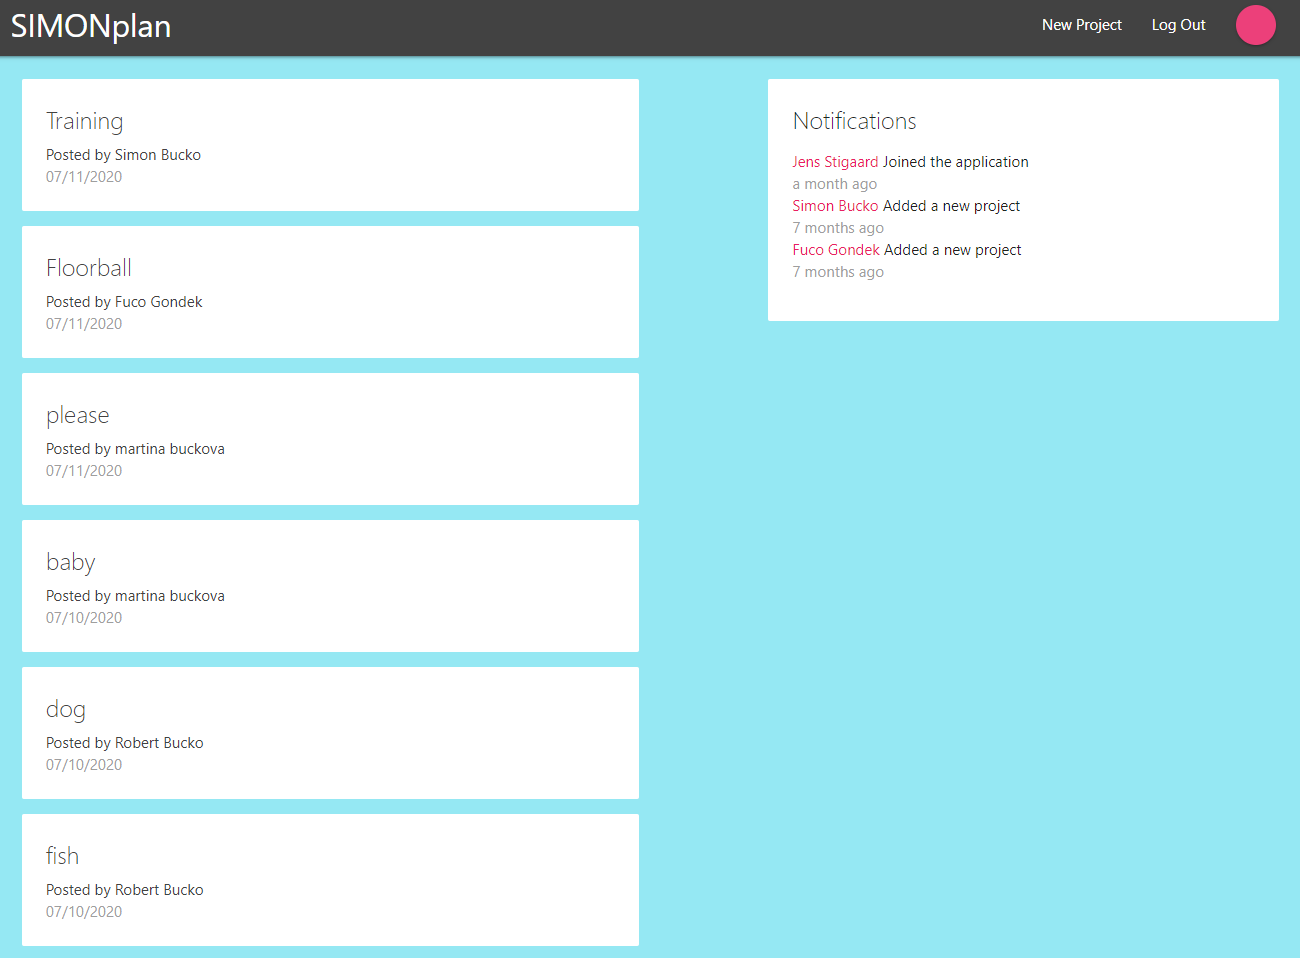 SIMONplan
New Project
Log Out
Training
Posted by Simon Bucko
07/11/2020
Floorball
Posted by Fuco Gondek
07/11/2020
please
Posted by martina buckova
07/11/2020
baby
Posted by martina buckova
07/10/2020
dog
Posted by Robert Bucko
07/10/2020
fish
Posted by Robert Bucko
07/10/2020
Notifications
Jens Stigaard Joined the application
a month ago
Simon Bucko Added a new project
7 months ago
Fuco Gondek Added a new project
7 months ago